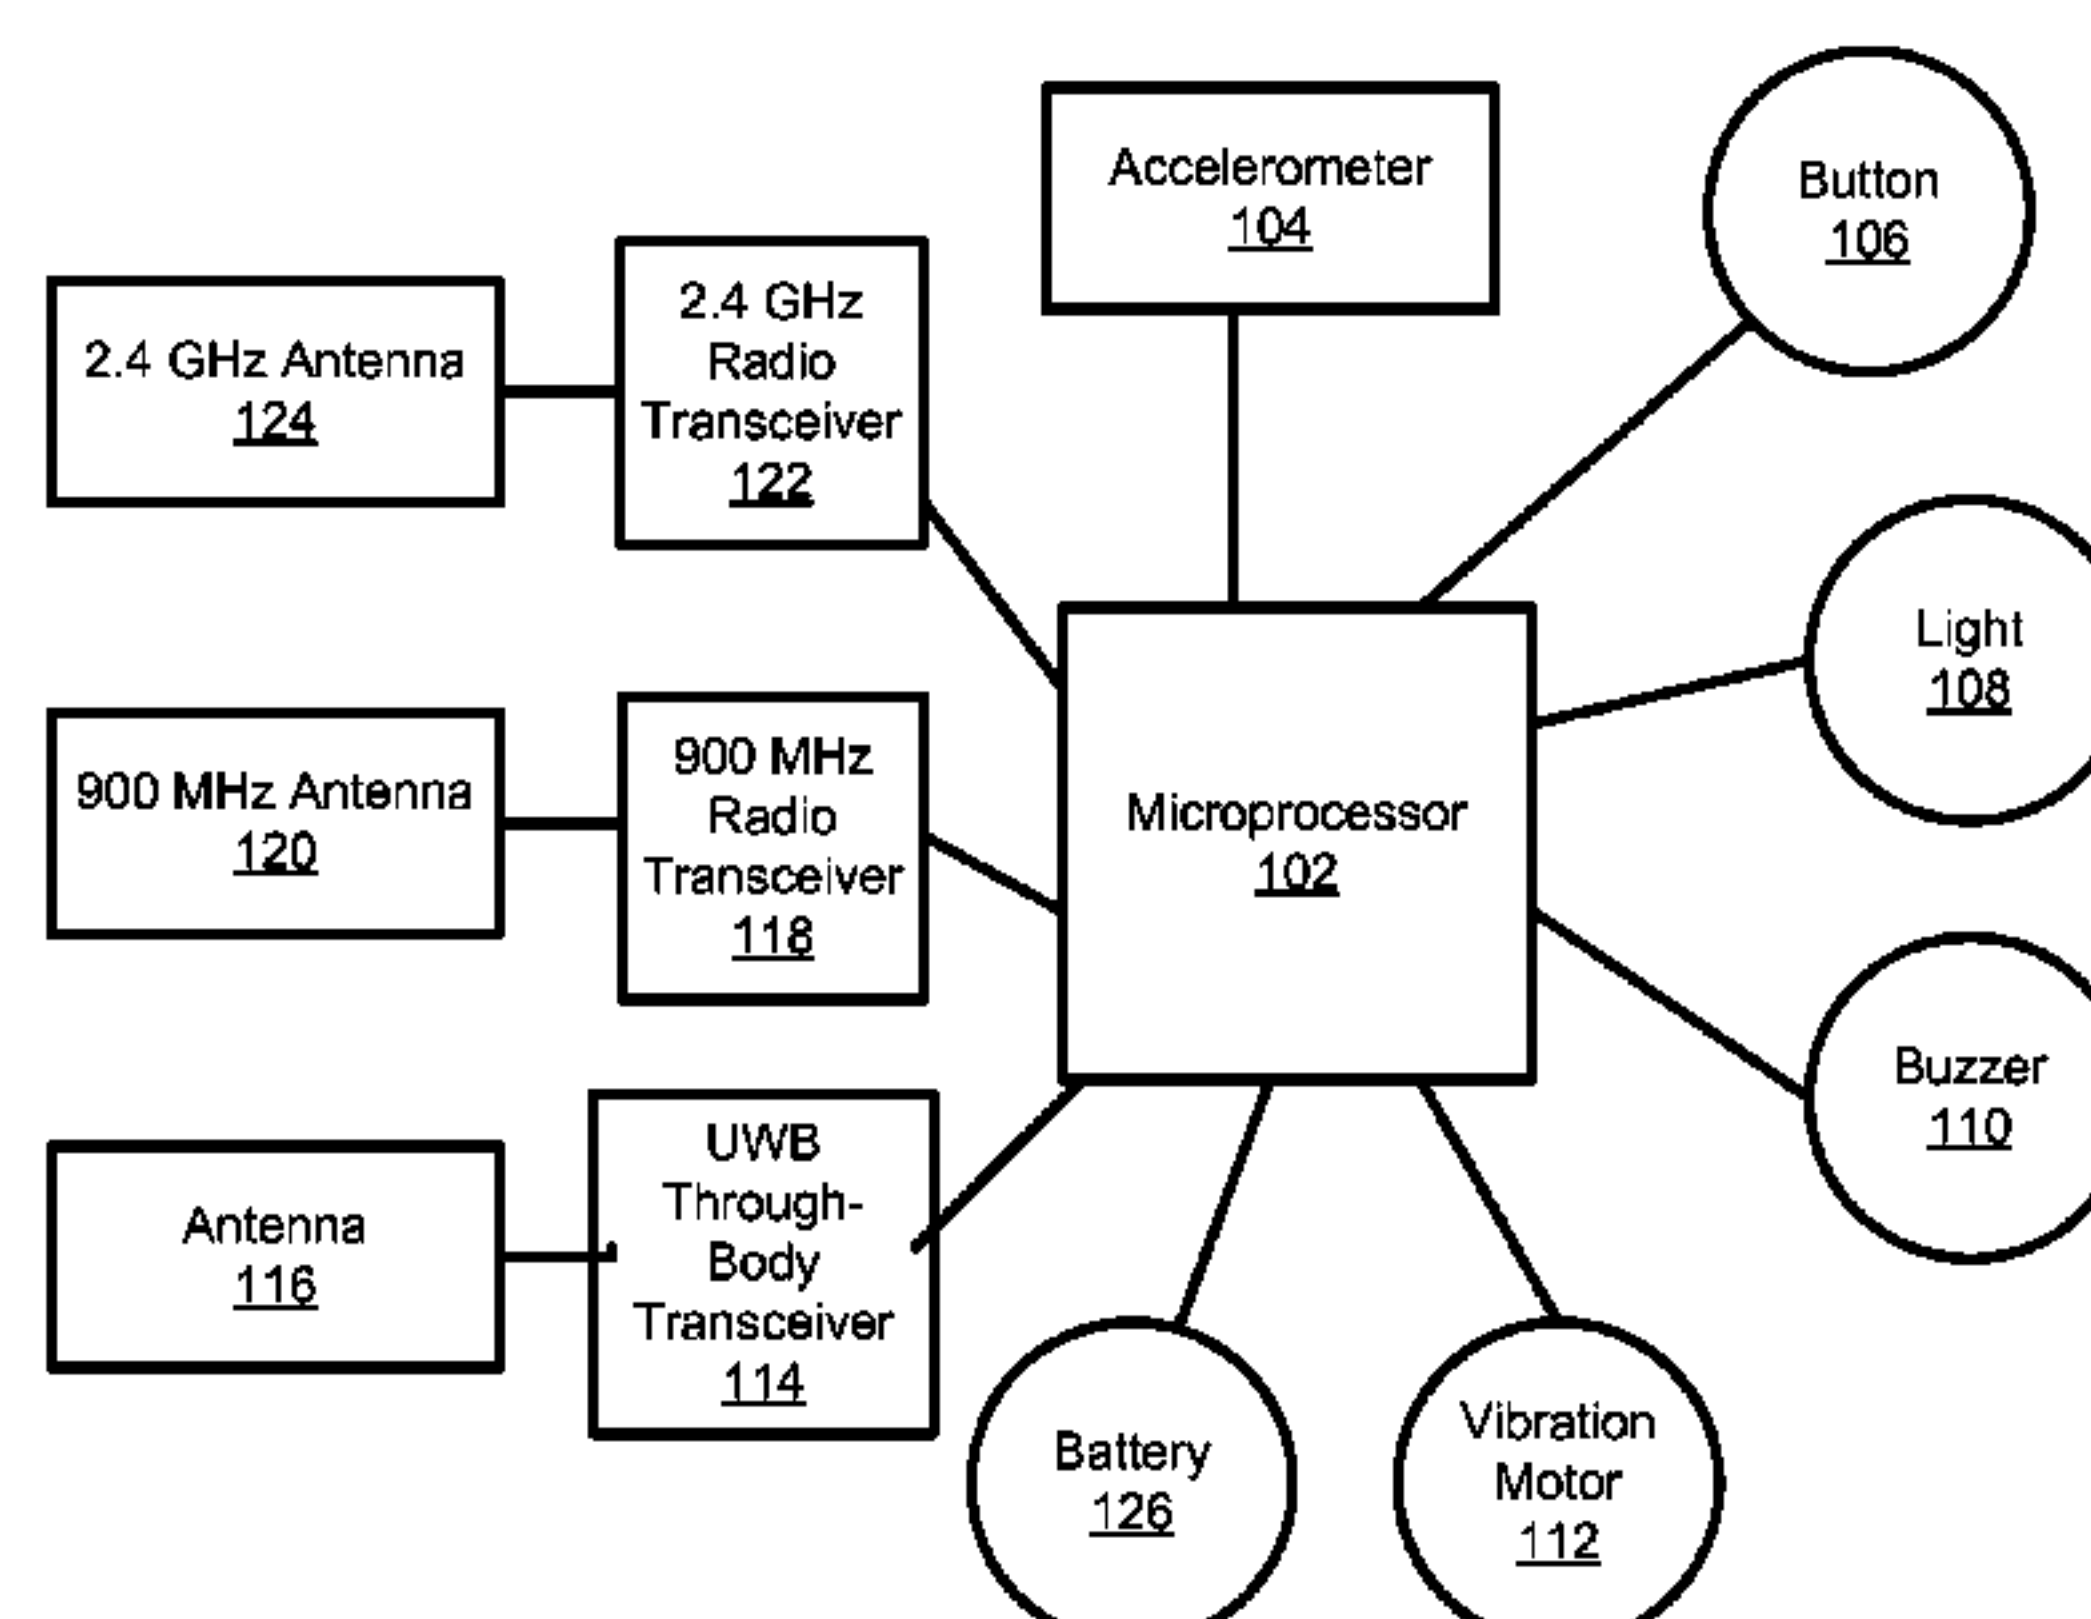 Accelerometer
104
Button
106
2.4 GHz Antenna
124
2.4 GHz
Radio
Transceiver
122
Light
108
900 MHz Antenna
120
900 MHz
Radio
Transceiver
118
Microprocessor
102
Buzzer
110
Antenna
116
UWB
Through-
Body
Transceiver
114
Battery
126
Vibration
Motor
112